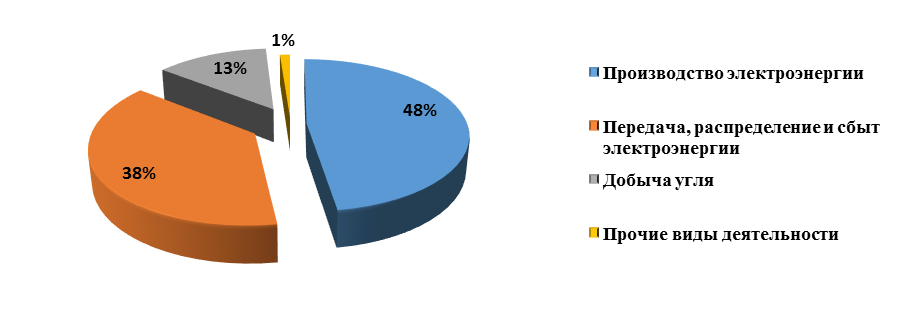 1%
13%
48%
38%
Производство электроэнергии
Передача, распределение и сбыт
электроэнергии
Добыча угля
Прочие виды деятельности